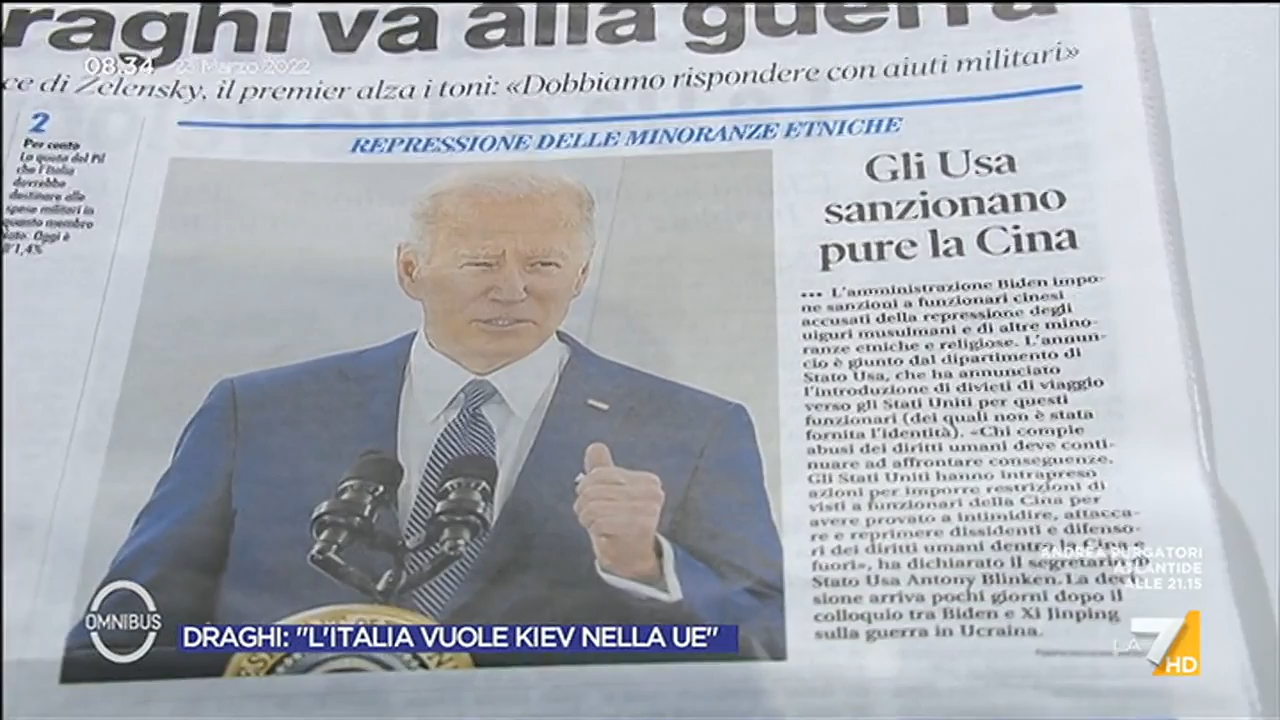 raghi va alla guerra
08.34 23 Marzo 2022
ce di Zelensky, il premier alza i toni: «Dobbiamo rispondere con aiuti militari»
2
Per cento
La quota del Pil
che l'Italia
dovrebbe
destinare alle
spese militari in
quanto membro
Nato. Oggi è
l'1,4%
REPRESSIONE DELLE MINORANZE ETNICHE
Gli Usa
sanzionano
pure la Cina
... L'amministrazione Biden impo-
ne sanzioni a funzionari cinesi
accusati della repressione degli
uiguri musulmani e di altre mino-
ranze etniche e religiose. L'annun-
cio è giunto dal dipartimento di
Stato Usa, che ha annunciato
l'introduzione di divieti di viaggio
verso gli Stati Uniti per questi
funzionari (dei quali non è stata
fornita l'identità). «Chi compie
abusi dei diritti umani deve conti-
nuare ad affrontare conseguenze.
Gli Stati Uniti hanno intrapreso
azioni per imporre restrizioni di
visti a funzionari della Cina per
avere provato a intimidire, attacca-
re e reprimere dissidenti e difenso-
ri dei diritti umani dentro la Cina e
fuori», ha dichiarato il segretario di
Stato Usa Antony Blinken. La deci-
sione arriva pochi giorni dopo il
colloquio tra Biden e Xi Jinping
sulla guerra in Ucraina.
ANDREA PURGATORI
ATLANTIDE
ALLE 21.15
OMNIBUS
DRAGHI: "L'ITALIA VUOLE KIEV NELLA UE"
LA 7 HD